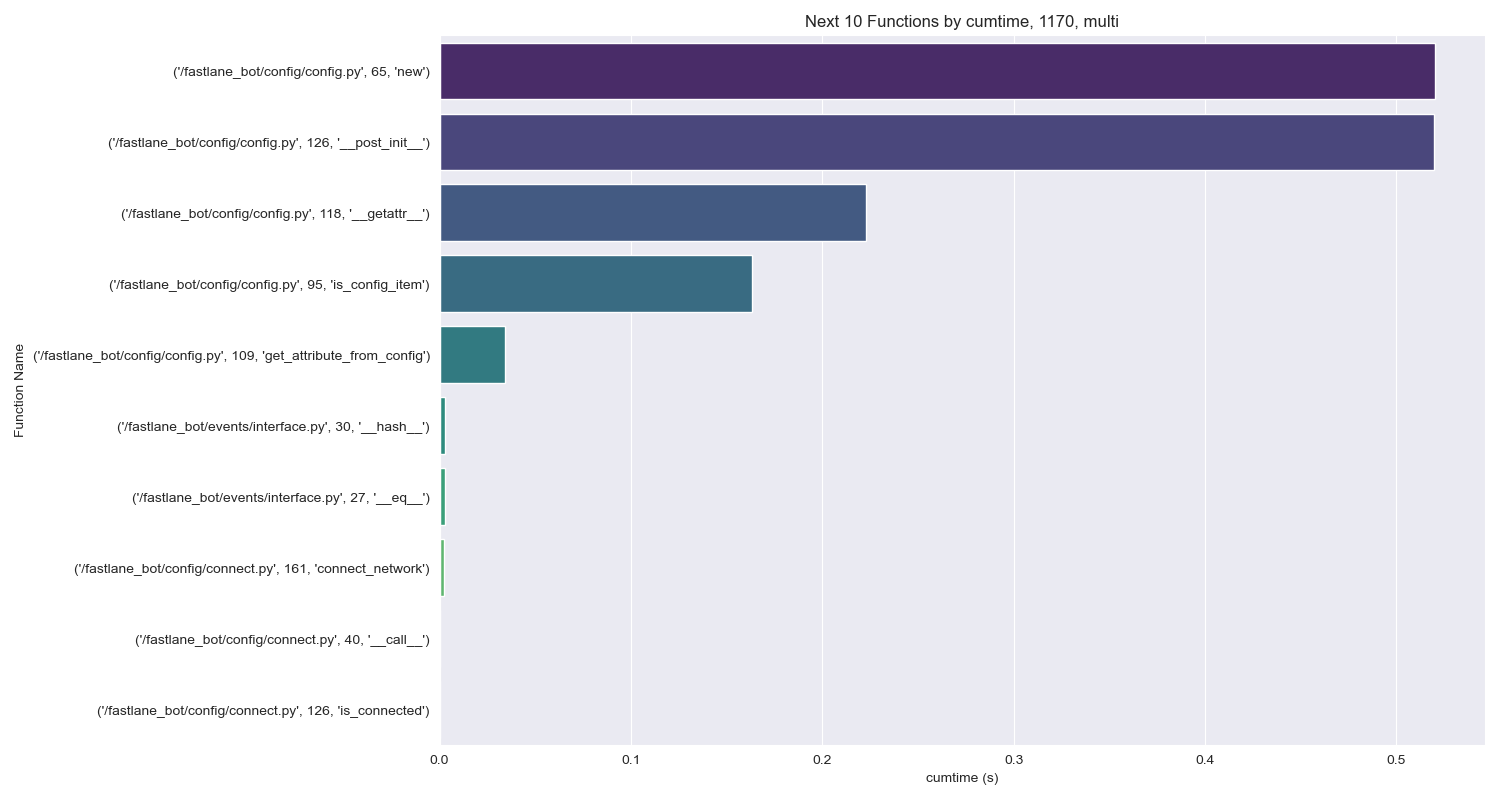 Next 10 Functions by cumtime, 1170, multi
Function Name
('/fastlane_bot/config/config.py', 65, 'new')
('/fastlane_bot/config/config.py', 126, '__post_init__')
('/fastlane_bot/config/config.py', 118, '__getattr__')
('/fastlane_bot/config/config.py', 95, 'is_config_item')
('/fastlane_bot/config/config.py', 109, 'get_attribute_from_config')
('/fastlane_bot/events/interface.py', 30, '__hash__')
('/fastlane_bot/events/interface.py', 27, '__eq__')
('/fastlane_bot/config/connect.py', 161, 'connect_network')
('/fastlane_bot/config/connect.py', 40, '__call__')
('/fastlane_bot/config/connect.py', 126, 'is_connected')
0.0 0.1 0.2 0.3 0.4 0.5
cumtime (s)